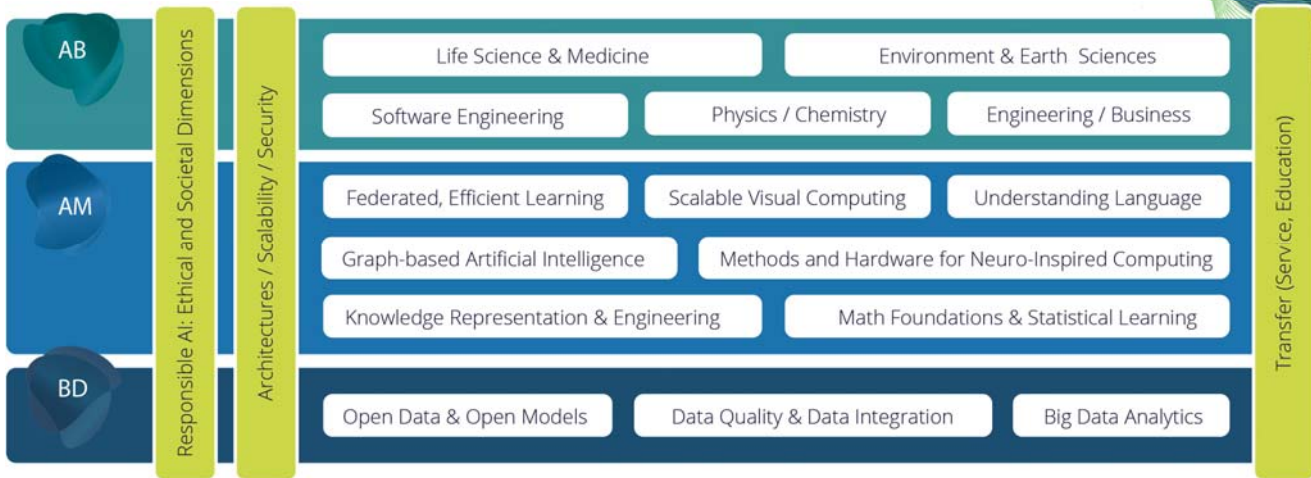 AB
Life Science & Medicine
Environment & Earth Sciences
Software Engineering
Physics / Chemistry
Engineering / Business
AM
Federated, Efficient Learning
Scalable Visual Computing
Understanding Language
Graph-based Artificial Intelligence
Methods and Hardware for Neuro-Inspired Computing
Knowledge Representation & Engineering
Math Foundations & Statistical Learning
BD
Open Data & Open Models
Data Quality & Data Integration
Big Data Analytics
Responsible AI: Ethical and Societal Dimensions
Architectures / Scalability / Security
Transfer (Service, Education)